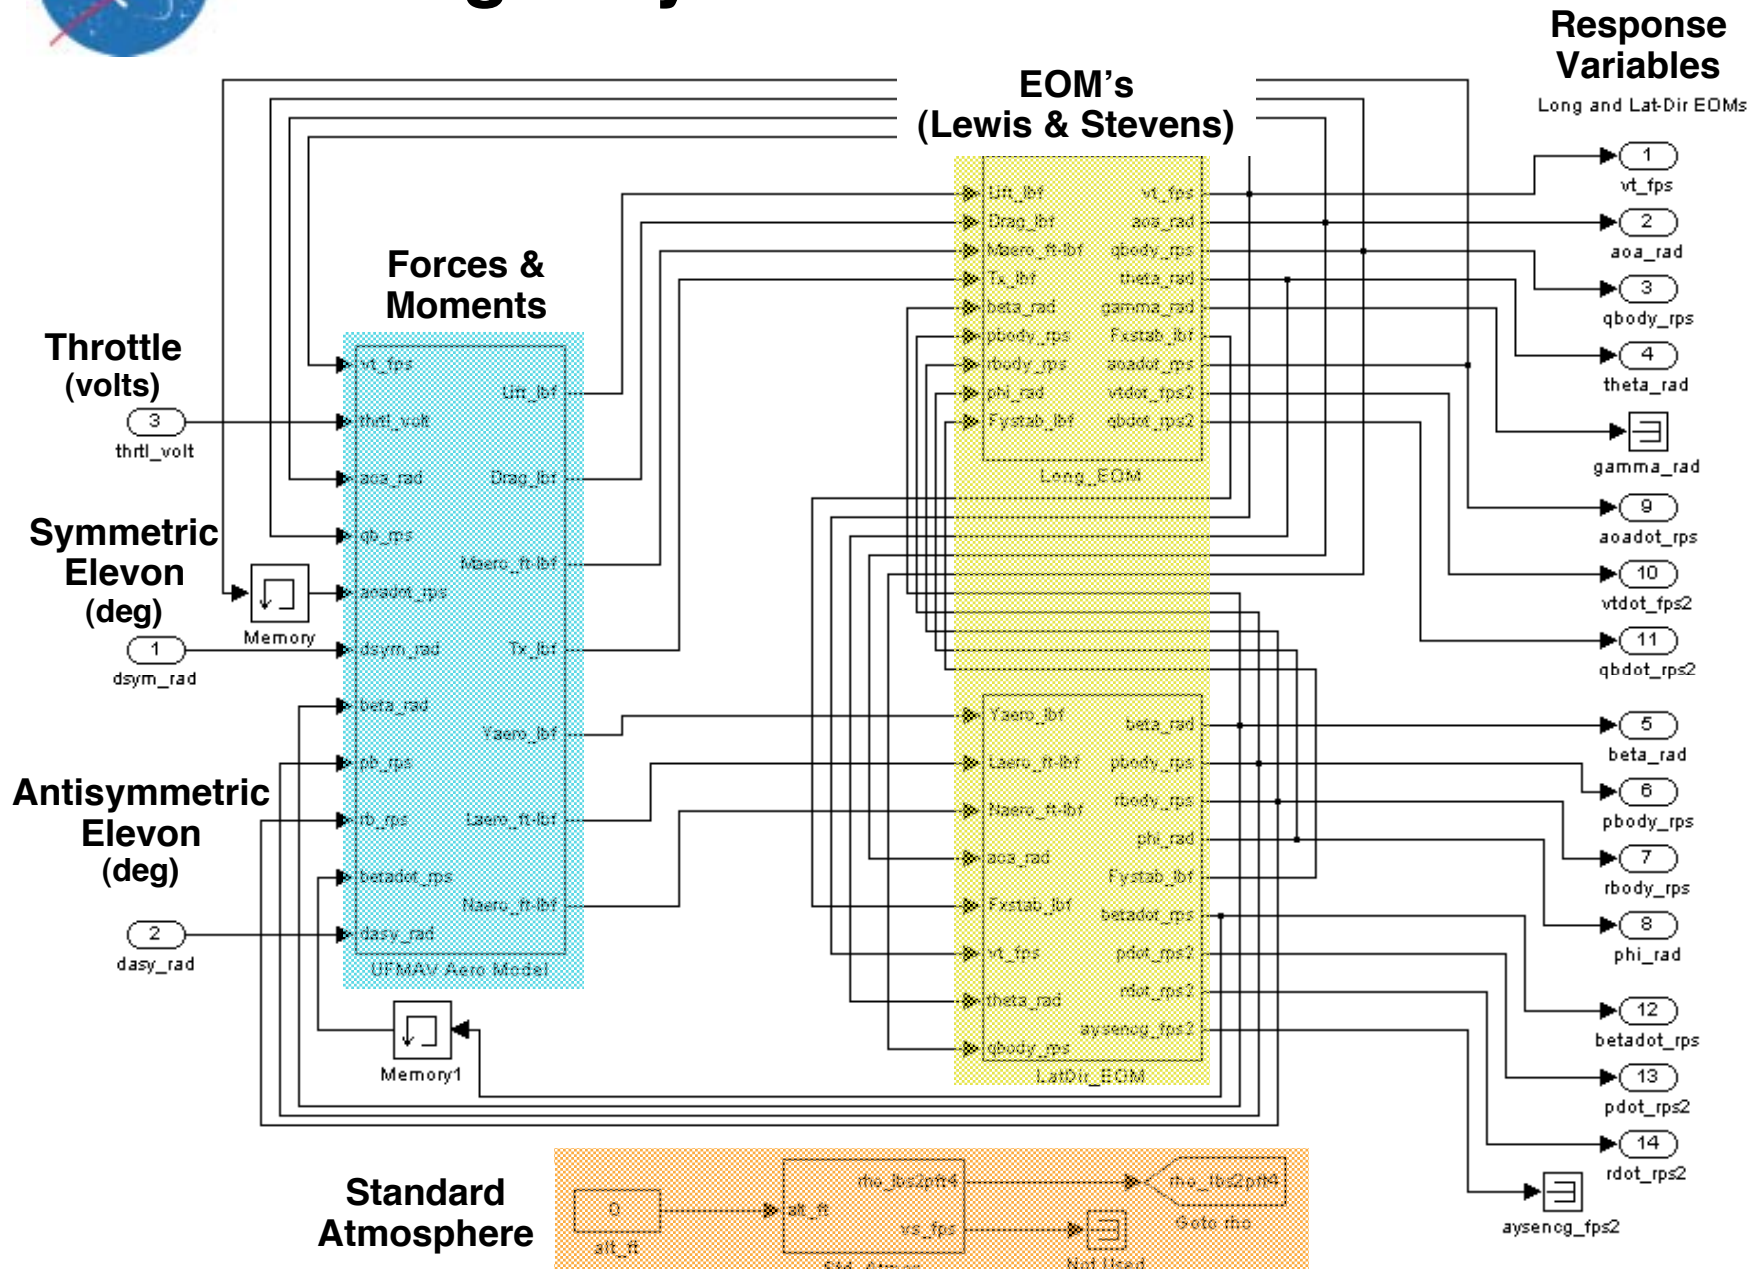 Response
Variables
Long and Lat-Dir EOMs
EOM's
(Lewis & Stevens)
Forces &
Moments
Throttle
(volts)
3
thrtl_volt
Symmetric
Elevon
(deg)
Memory
1
dsym_rad
Antisymmetric
Elevon
(deg)
2
dasy_rad
vt_fps
thrtl_volt
aoa_rad
qb_rps
aoadot_rps
dsym_rad
beta_rad
pb_rps
rb_rps
betadot_rps
dasy_rad
Lift_lbf
Drag_lbf
Maero_ft-lbf
Tx_lbf
Yaero_lbf
Laero_ft-lbf
Naero_ft-lbf
UFMAV Aero Model
Memory1
Lift_lbf
Drag_lbf
Maero_ft-lbf
Tx_lbf
beta_rad
pbody_rps
rbody_rps
phi_rad
Fystab_lbf
vt_fps
aoa_rad
qbody_rps
theta_rad
gamma_rad
Fxstab_lbf
aoadot_rps
vtdot_fps2
qbdot_rps2
Long_EOM
Yaero_lbf
Laero_ft-lbf
Naero_ft-lbf
aoa_rad
Fxstab_lbf
vt_fps
theta_rad
qbody_rps
beta_rad
pbody_rps
rbody_rps
phi_rad
Fystab_lbf
betadot_rps
pdot_rps2
rdot_rps2
aysencg_fps2
LatDir_EOM
1
vt_fps
2
aoa_rad
3
qbody_rps
4
theta_rad
gamma_rad
9
aoadot_rps
10
vtdot_fps2
11
qbdot_rps2
5
beta_rad
6
pbody_rps
7
rbody_rps
8
phi_rad
12
betadot_rps
13
pdot_rps2
14
rdot_rps2
aysencg_fps2
Standard
Atmosphere
0
alt_ft
alt_ft
rho_lbs2pft4
vs_fps
rho_lbs2pft4
Goto rho
Not Used